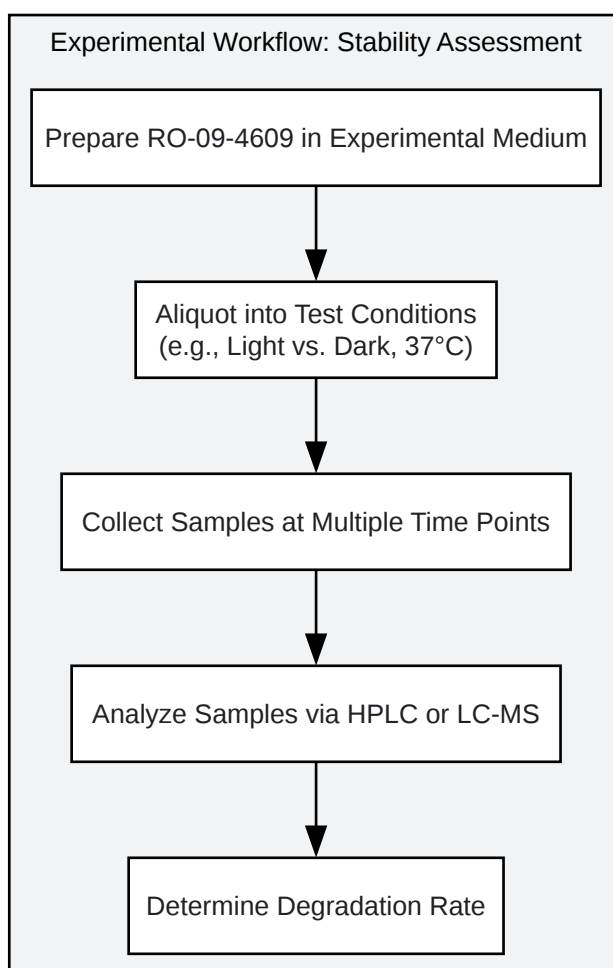 Experimental Workflow: Stability Assessment
Prepare RO-09-4609 in Experimental Medium
Aliquot into Test Conditions
(e.g., Light vs. Dark, 37°C)
Collect Samples at Multiple Time Points
Analyze Samples via HPLC or LC-MS
Determine Degradation Rate